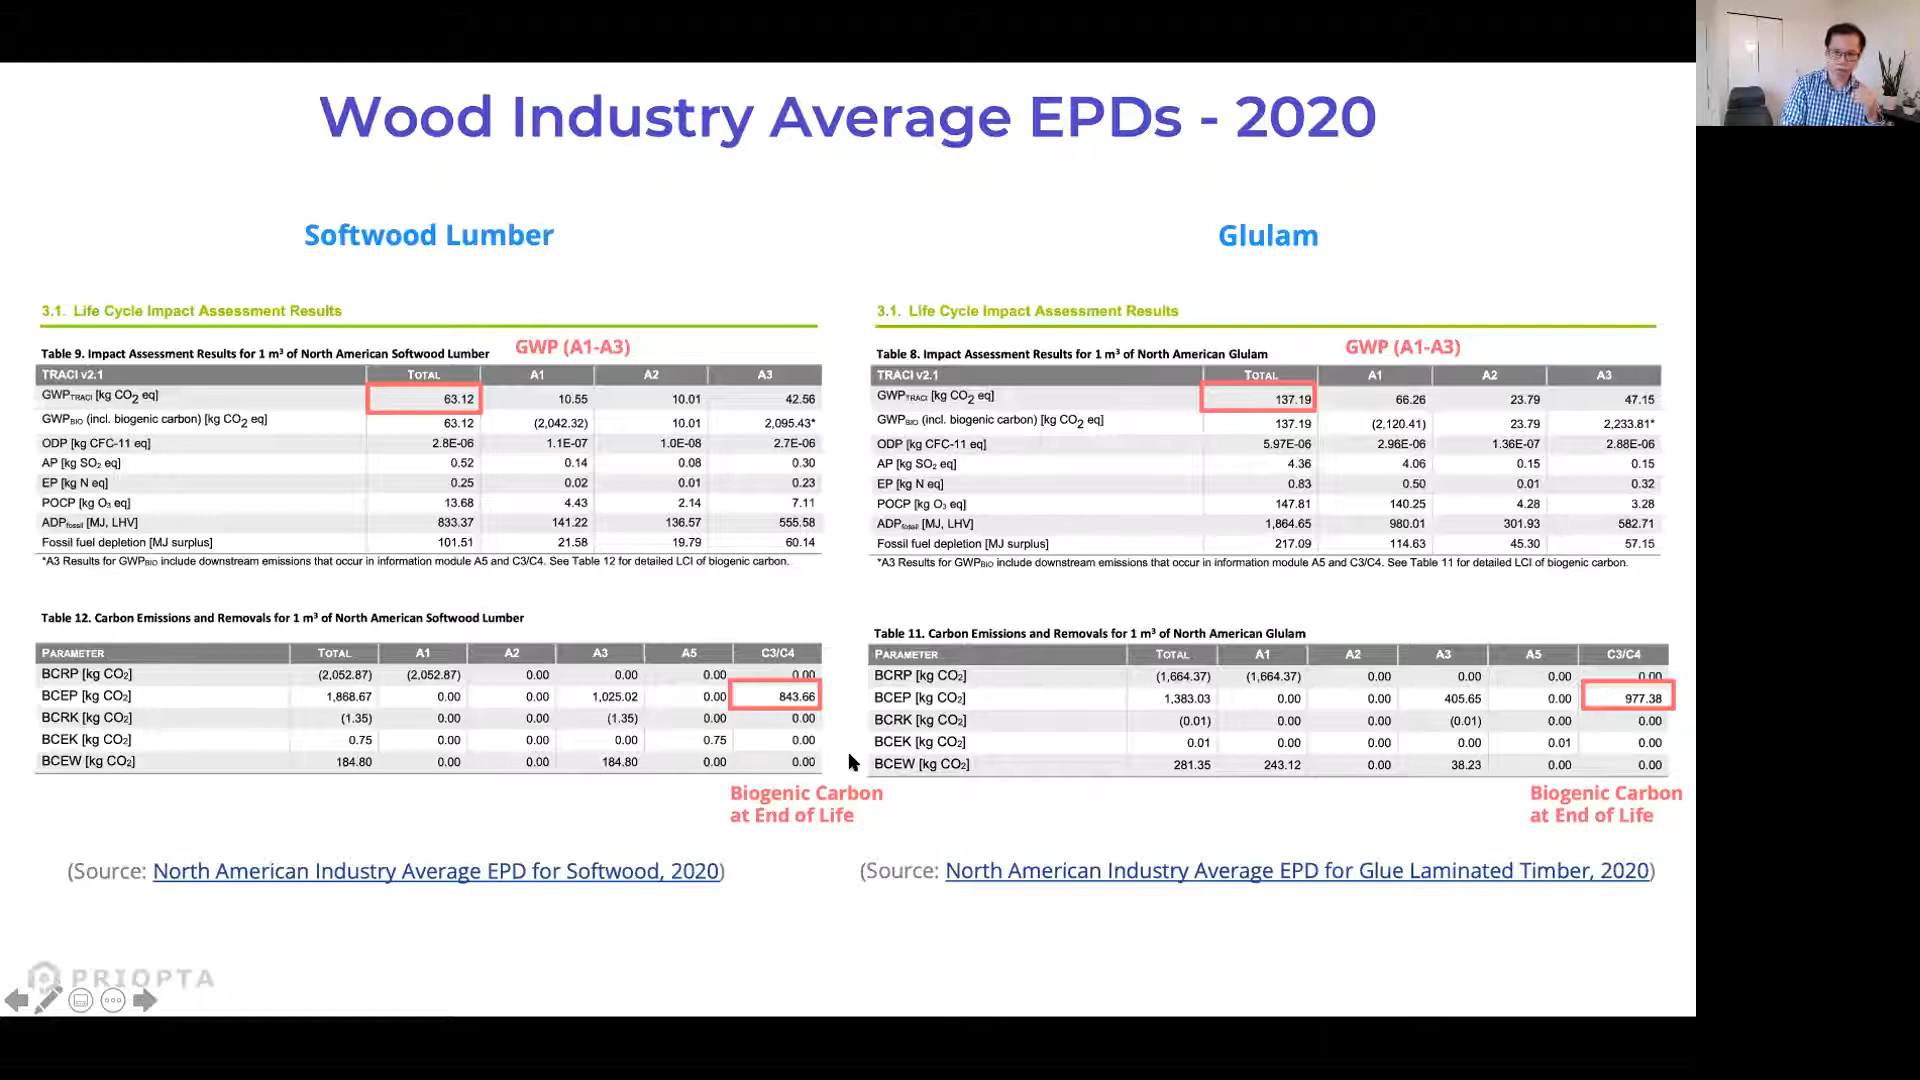 Wood Industry Average EPDs - 2020
Softwood Lumber
3.1. Life Cycle Impact Assessment Results
Table 9. Impact Assessment Results for 1 m³ of North American Softwood Lumber GWP (A1-A3)
TRACI v2.1 TOTAL A1 A2 A3
GWPTRACI [kg CO2 eq] 63.12 10.55 10.01 42.56
GWPBIO (incl. biogenic carbon) [kg CO2 eq] 63.12 (2,042.32) 10.01 2,095.43*
ODP [kg CFC-11 eq] 2.8E-06 1.1E-07 1.0E-08 2.7E-06
AP [kg SO2 eq] 0.52 0.14 0.08 0.30
EP [kg N eq] 0.25 0.02 0.01 0.23
POCP [kg O3 eq] 13.68 4.43 2.14 7.11
ADPfossil [MJ, LHV] 833.37 141.22 136.57 555.58
Fossil fuel depletion [MJ surplus] 101.51 21.58 19.79 60.14
*A3 Results for GWPBIO include downstream emissions that occur in information module A5 and C3/C4. See Table 12 for detailed LCI of biogenic carbon.
Table 12. Carbon Emissions and Removals for 1 m³ of North American Softwood Lumber
PARAMETER TOTAL A1 A2 A3 A5 C3/C4
BCRP [kg CO2] (2,052.87) (2,052.87) 0.00 0.00 0.00 0.00
BCEP [kg CO2] 1,868.67 0.00 0.00 1,025.02 0.00 843.66
BCRK [kg CO2] (1.35) 0.00 0.00 (1.35) 0.00 0.00
BCEK [kg CO2] 0.75 0.00 0.00 0.00 0.75 0.00
BCEW [kg CO2] 184.80 0.00 0.00 184.80 0.00 0.00
Biogenic Carbon
at End of Life
(Source: North American Industry Average EPD for Softwood, 2020)
Glulam
3.1. Life Cycle Impact Assessment Results
GWP (A1-A3)
Table 8. Impact Assessment Results for 1 m³ of North American Glulam
TRACI v2.1 TOTAL A1 A2 A3
GWPTRACI [kg CO2 eq] 137.19 66.26 23.79 47.15
GWPBIO (incl. biogenic carbon) [kg CO2 eq] 137.19 (2,120.41) 23.79 2,233.81*
ODP [kg CFC-11 eq] 5.97E-06 2.96E-06 1.36E-07 2.88E-06
AP [kg SO2 eq] 4.36 4.06 0.15 0.15
EP [kg N eq] 0.83 0.50 0.01 0.32
POCP [kg O3 eq] 147.81 140.25 4.28 3.28
ADPfossil [MJ, LHV] 1,864.65 980.01 301.93 582.71
Fossil fuel depletion [MJ surplus] 217.09 114.63 45.30 57.15
*A3 Results for GWPBIO include downstream emissions that occur in information module A5 and C3/C4. See Table 11 for detailed LCI of biogenic carbon.
Table 11. Carbon Emissions and Removals for 1 m³ of North American Glulam
PARAMETER TOTAL A1 A2 A3 A5 C3/C4
BCRP [kg CO2] (1,664.37) (1,664.37) 0.00 0.00 0.00 0.00
BCEP [kg CO2] 1,383.03 0.00 0.00 405.65 0.00 977.38
BCRK [kg CO2] (0.01) 0.00 0.00 (0.01) 0.00 0.00
BCEK [kg CO2] 0.01 0.00 0.00 0.00 0.01 0.00
BCEW [kg CO2] 281.35 243.12 0.00 38.23 0.00 0.00
Biogenic Carbon
at End of Life
(Source: North American Industry Average EPD for Glue Laminated Timber, 2020)
PRIOPTA